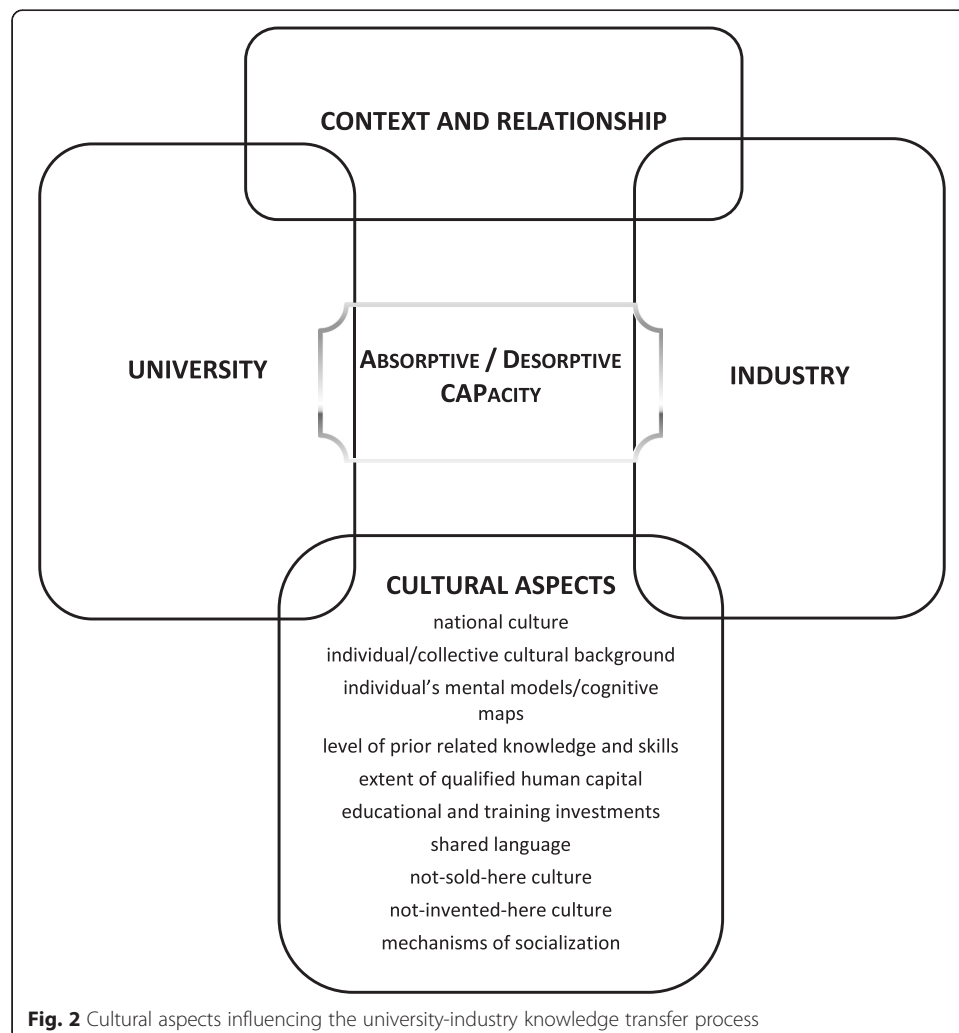 CONTEXT AND RELATIONSHIP
UNIVERSITY
ABSORPTIVE / DESORPTIVE
CAPACITY
INDUSTRY
CULTURAL ASPECTS
national culture
individual/collective cultural background
individual's mental models/cognitive
maps
level of prior related knowledge and skills
extent of qualified human capital
educational and training investments
shared language
not-sold-here culture
not-invented-here culture
mechanisms of socialization
Fig. 2 Cultural aspects influencing the university-industry knowledge transfer process